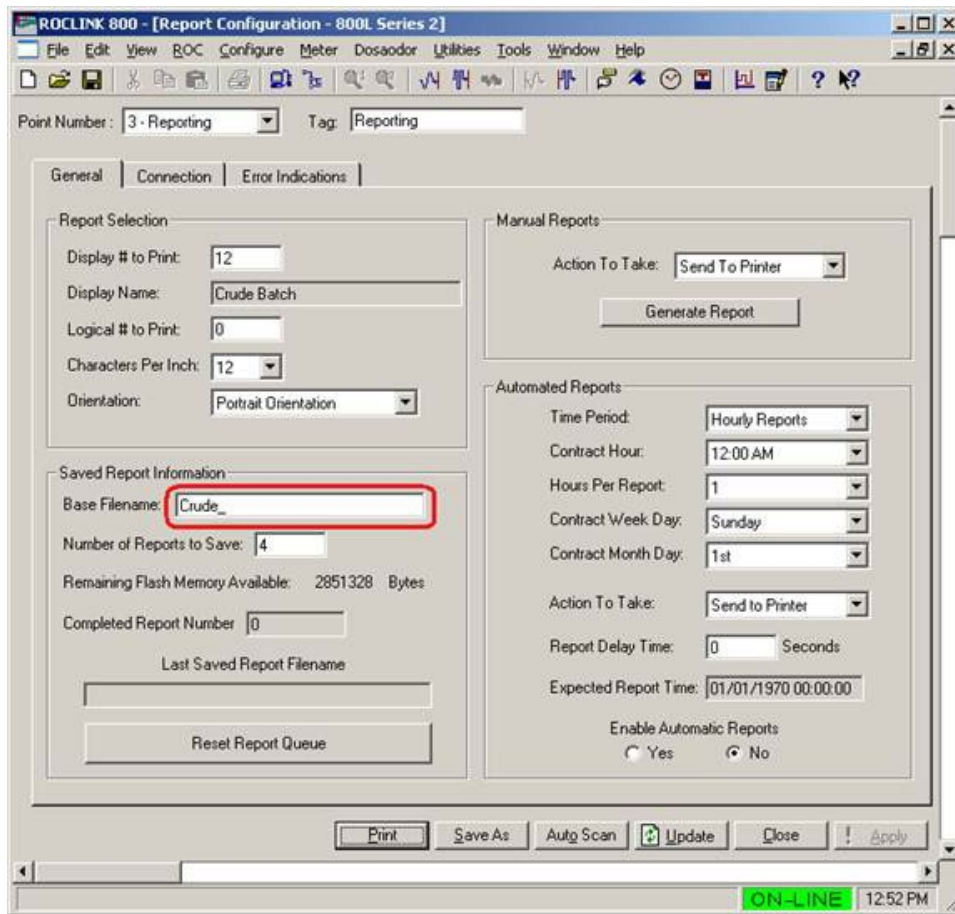 ROCLINK 800 - [Report Configuration - 800L Series 2]
File Edit View ROC Configure Meter Dosaodor Utilities Tools Window Help
Point Number : 3 - Reporting Tag: Reporting
General Connection Error Indications
Report Selection
Display # to Print: 12
Display Name: Crude Batch
Logical # to Print: 0
Characters Per Inch: 12
Orientation: Portrait Orientation
Saved Report Information
Base Filename: Crude_
Number of Reports to Save: 4
Remaining Flash Memory Available: 2851328 Bytes
Completed Report Number 0
Last Saved Report Filename
Reset Report Queue
Manual Reports
Action To Take: Send To Printer
Generate Report
Automated Reports
Time Period: Hourly Reports
Contract Hour: 12:00 AM
Hours Per Report: 1
Contract Week Day: Sunday
Contract Month Day: 1st
Action To Take: Send to Printer
Report Delay Time: 0 Seconds
Expected Report Time: 01/01/1970 00:00:00
Enable Automatic Reports
Yes No
Print Save As Auto Scan Update Close ! Apply
ON-LINE 12:52 PM